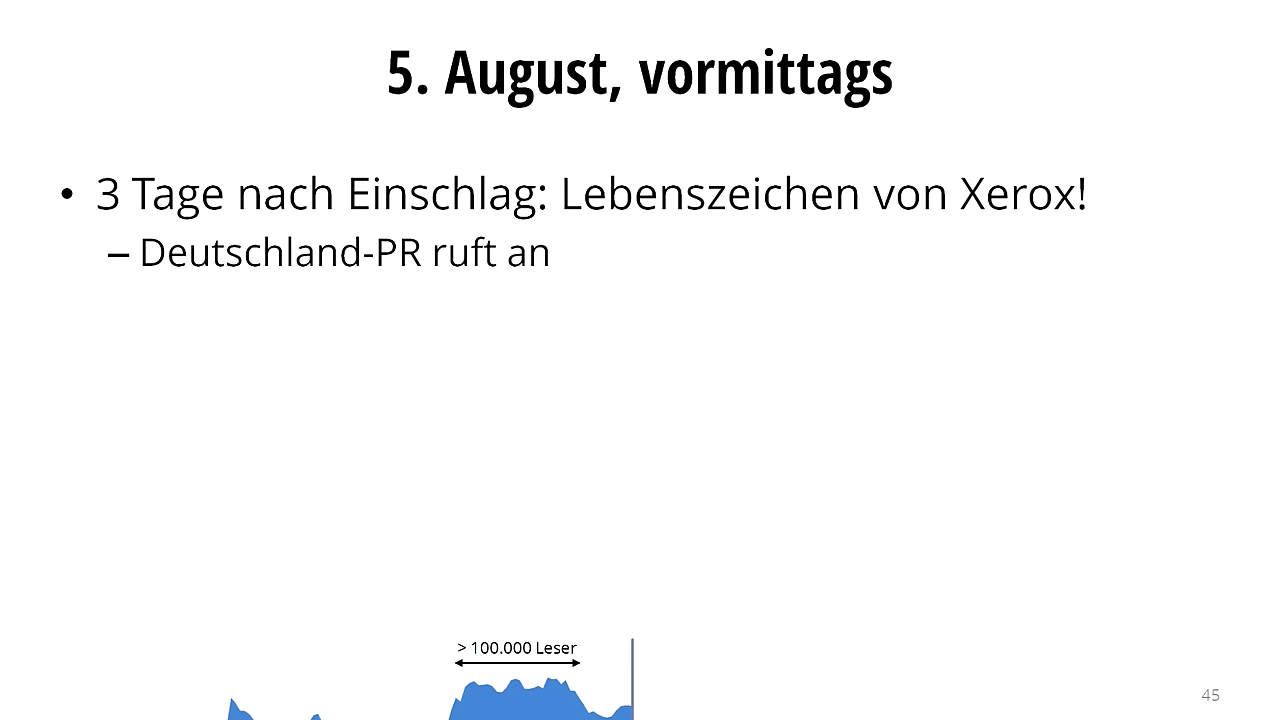 5. August, vormittags
• 3 Tage nach Einschlag: Lebenszeichen von Xerox!
– Deutschland-PR ruft an
> 100.000 Leser
45